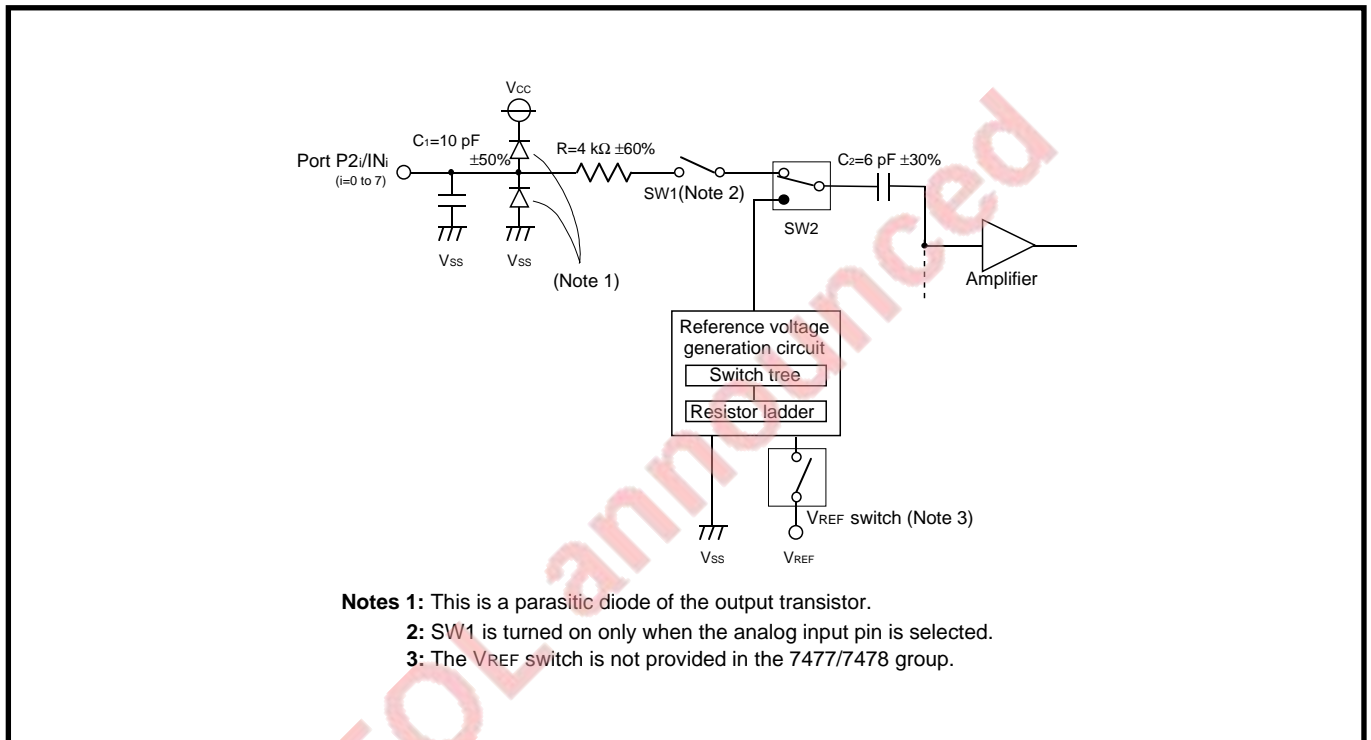 Vcc
C1=10 pF
±50%
R=4 kΩ ±60%
C2=6 pF ±30%
Port P2i/INi
(i=0 to 7)
SW1(Note 2)
SW2
Vss
Vss
(Note 1)
Amplifier
Reference voltage
generation circuit
Switch tree
Resistor ladder
VREF switch (Note 3)
Vss
VREF
Notes 1: This is a parasitic diode of the output transistor.
2: SW1 is turned on only when the analog input pin is selected.
3: The VREF switch is not provided in the 7477/7478 group.
EOL announced